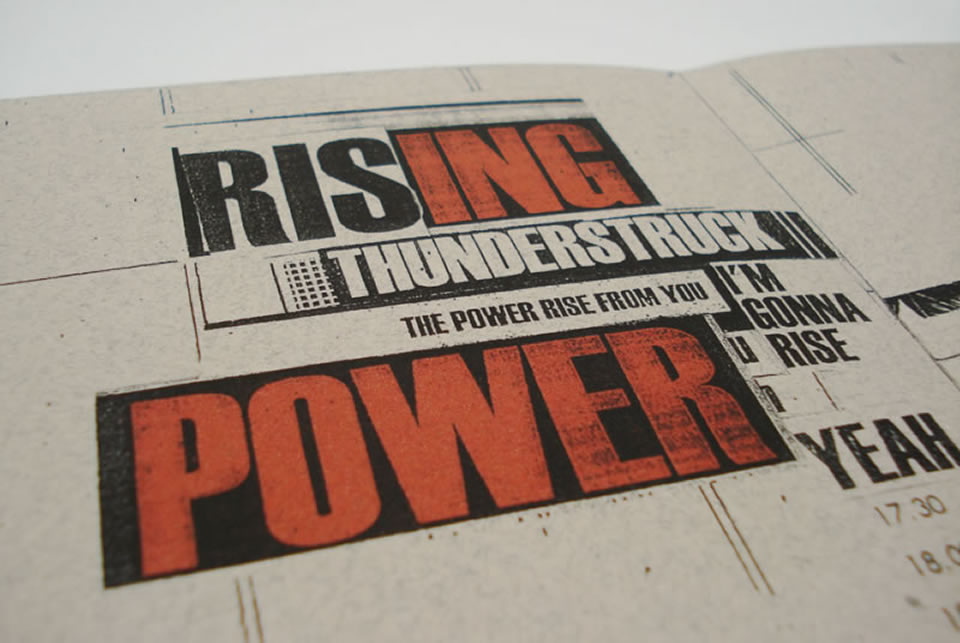 RISING
THUNDERSTRUCK
THE POWER RISE FROM YOU
I'M
GONNA
RISE
POWER
YEAH
17.30